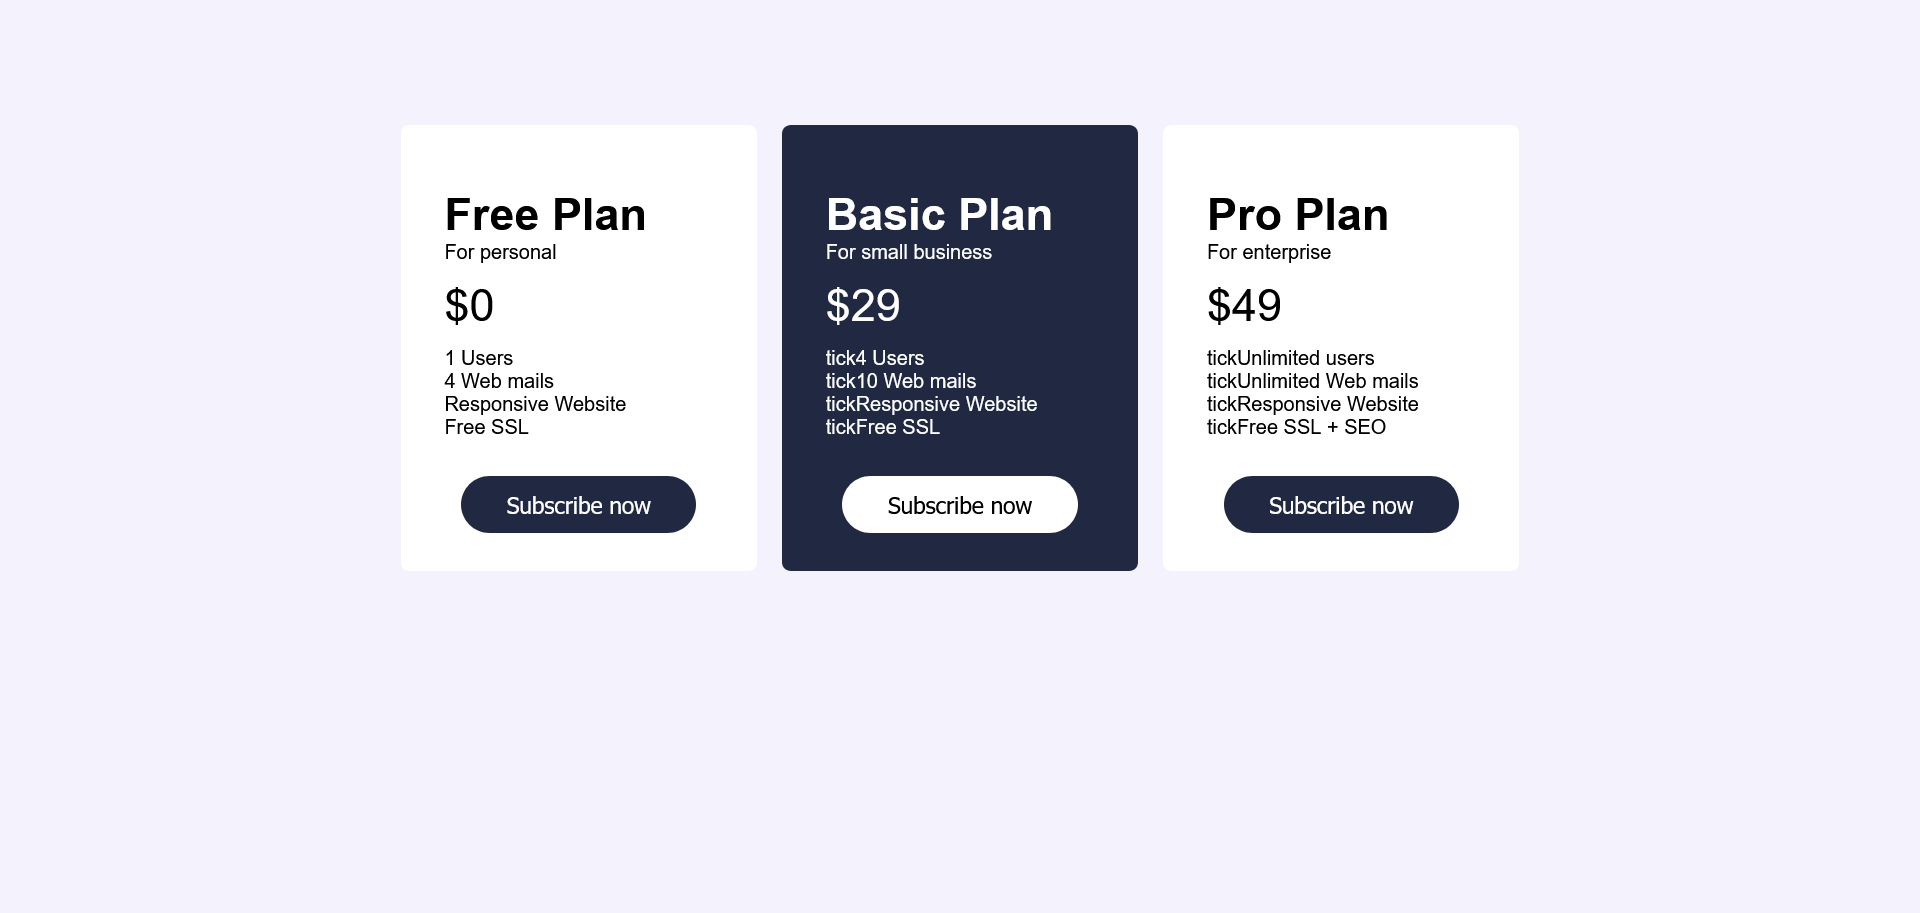 Free Plan
For personal
$0
1 Users
4 Web mails
Responsive Website
Free SSL
Subscribe now
Basic Plan
For small business
$29
tick4 Users
tick10 Web mails
tickResponsive Website
tickFree SSL
Subscribe now
Pro Plan
For enterprise
$49
tickUnlimited users
tickUnlimited Web mails
tickResponsive Website
tickFree SSL + SEO
Subscribe now